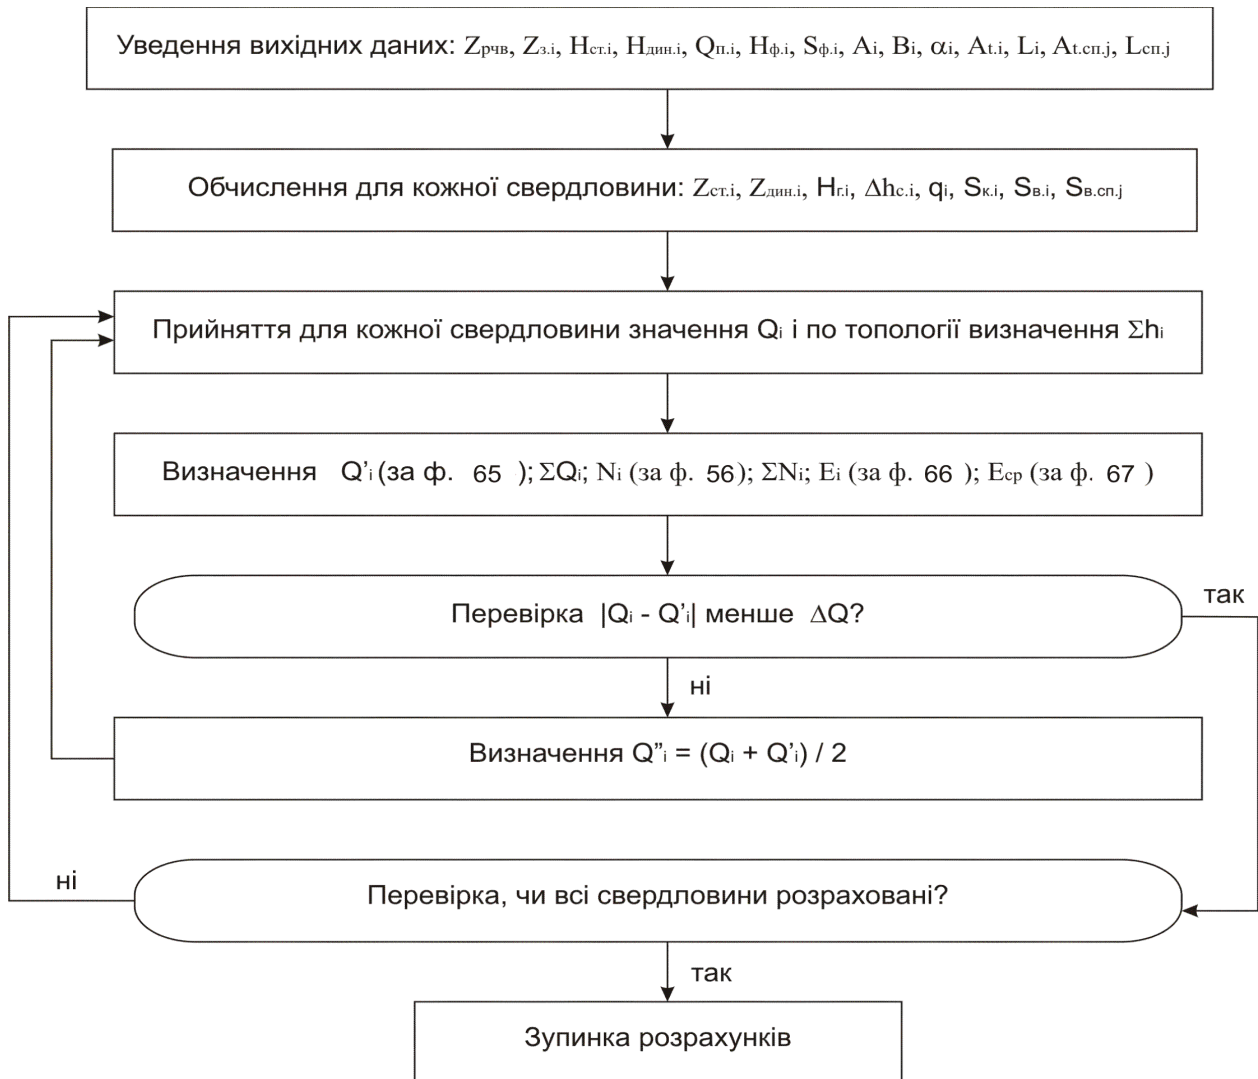 Уведення вихідних даних: Zрчв, Zз.i, Hст.i, Hдин.i, Qп.i, Hф.i, Sф.i, Ai, Bi, αi, At.i, Li, At.сп.j, Lсп.j
Обчислення для кожної свердловини: Zст.i, Zдин.i, Hг.i, Δhс.i, qi, Sк.i, Sв.i, Sв.сп.j
Прийняття для кожної свердловини значення Qi і по топології визначення Σhi
Визначення Q’i (за ф. 65 ); ΣQi; Ni (за ф. 56); ΣNi; Ei (за ф. 66 ); Eср (за ф. 67 )
Перевірка |Qi - Q’i| менше ΔQ?
так
ні
Визначення Q”i = (Qi + Q’i) / 2
ні
Перевірка, чи всі свердловини розраховані?
так
Зупинка розрахунків